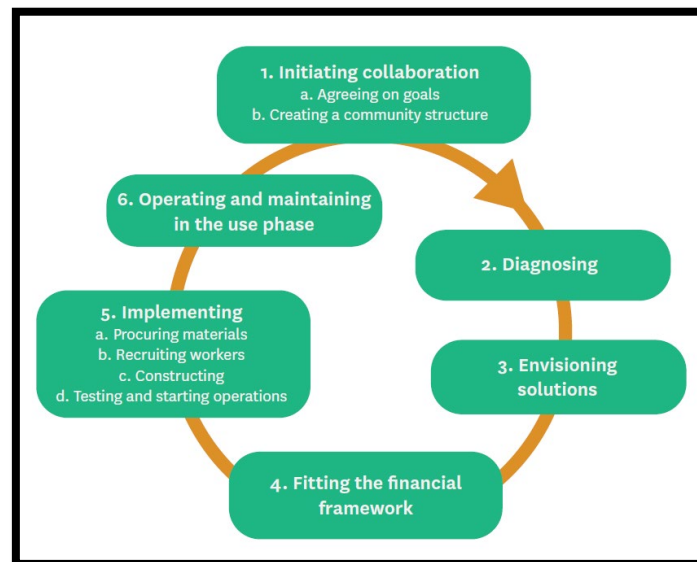 1. Initiating collaboration
a. Agreeing on goals
b. Creating a community structure
2. Diagnosing
3. Envisioning
solutions
4. Fitting the financial
framework
5. Implementing
a. Procuring materials
b. Recruiting workers
c. Constructing
d. Testing and starting operations
6. Operating and maintaining
in the use phase